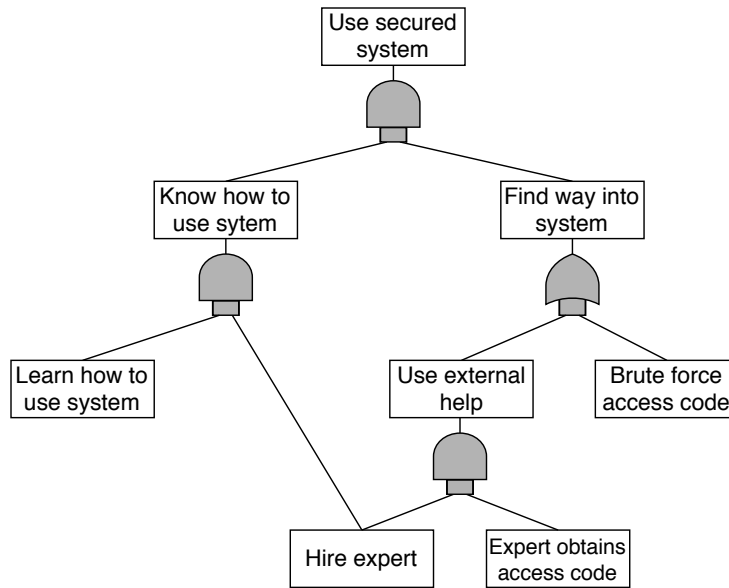 Use secured
system
Know how to
use sytem
Find way into
system
Learn how to
use system
Use external
help
Brute force
access code
Hire expert
Expert obtains
access code